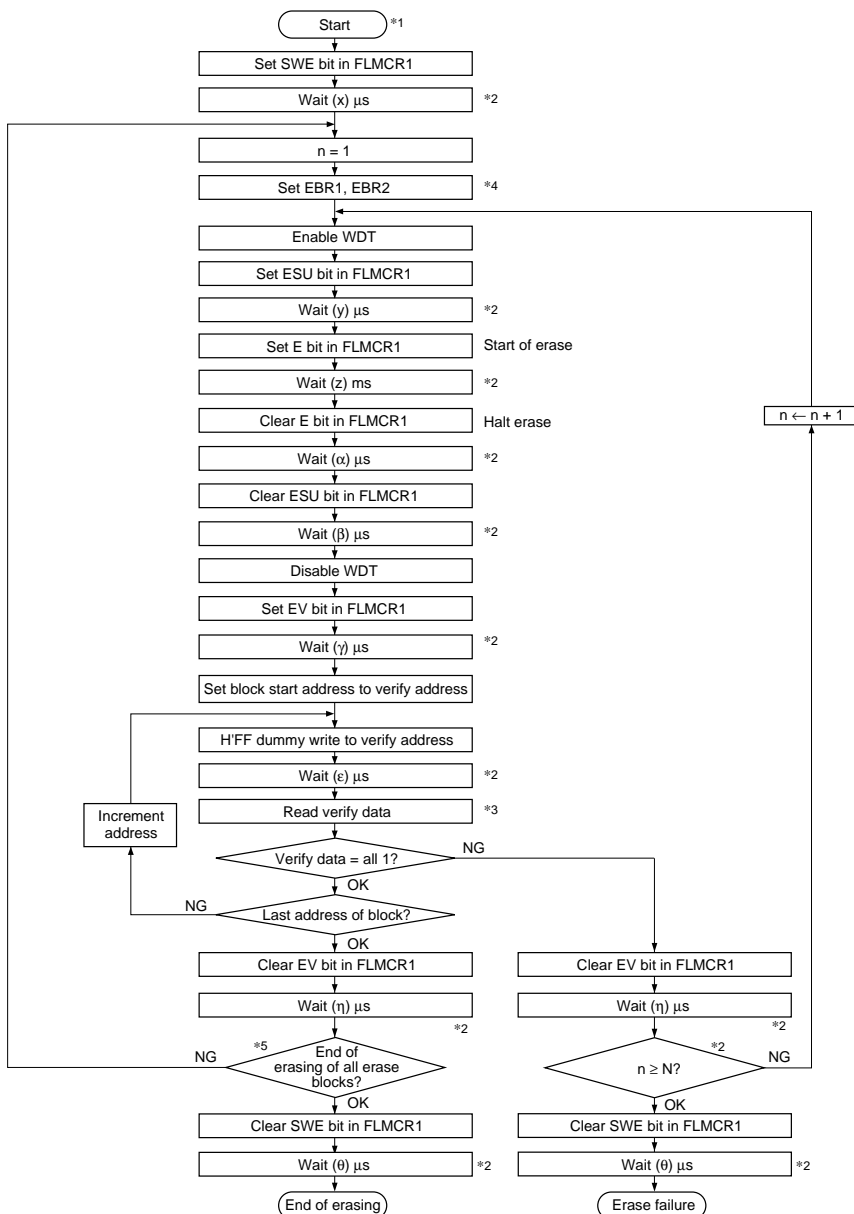 Start
*1
Set SWE bit in FLMCR1
Wait (x) μs
*2
n = 1
Set EBR1, EBR2
*4
Enable WDT
Set ESU bit in FLMCR1
Wait (y) μs
*2
Set E bit in FLMCR1
Start of erase
Wait (z) ms
*2
Clear E bit in FLMCR1
Halt erase
n ← n + 1
Wait (α) μs
*2
Clear ESU bit in FLMCR1
Wait (β) μs
*2
Disable WDT
Set EV bit in FLMCR1
Wait (γ) μs
*2
Set block start address to verify address
H'FF dummy write to verify address
Wait (ε) μs
*2
Increment
address
Read verify data
*3
Verify data = all 1?
NG
OK
NG
Last address of block?
OK
Clear EV bit in FLMCR1
Clear EV bit in FLMCR1
Wait (η) μs
*2
Wait (η) μs
*2
NG
*5
End of
erasing of all erase
blocks?
*2
n ≥ N?
NG
OK
OK
Clear SWE bit in FLMCR1
Clear SWE bit in FLMCR1
Wait (θ) μs
*2
Wait (θ) μs
*2
End of erasing
Erase failure